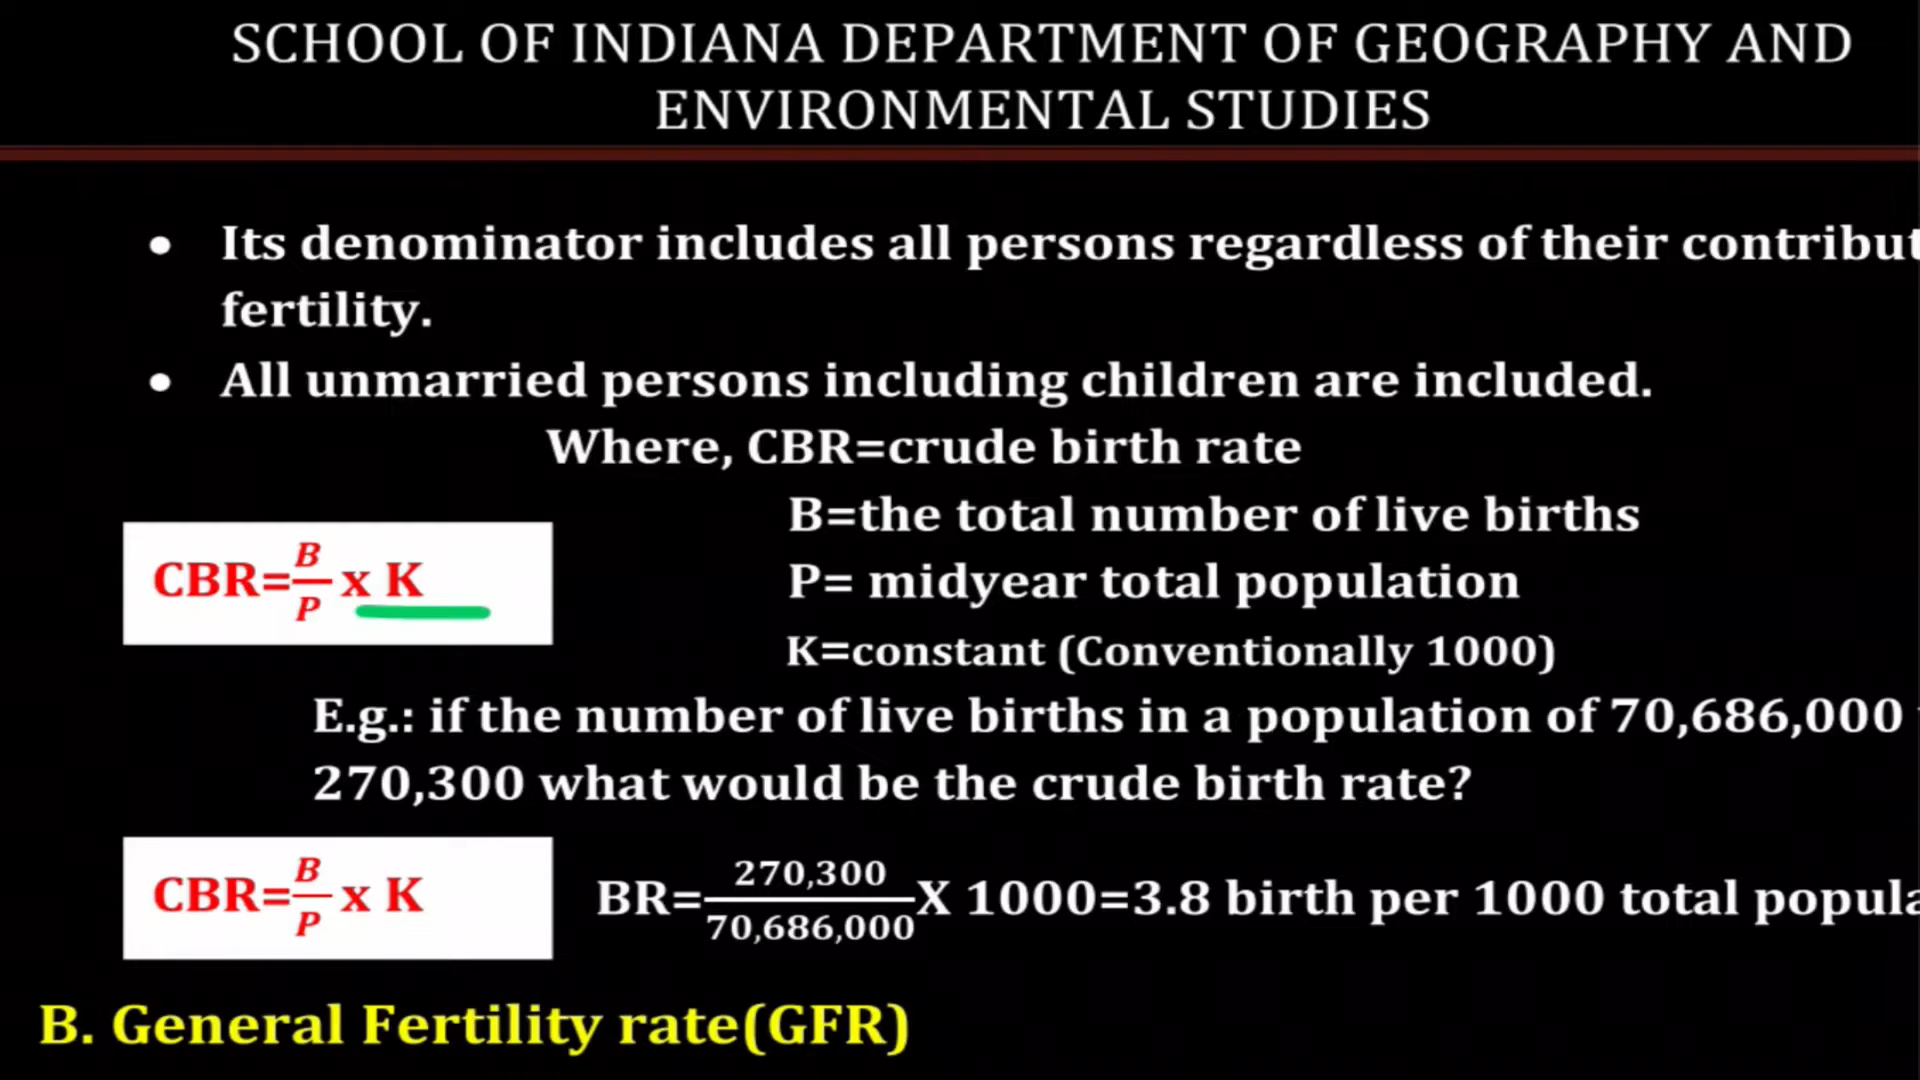 SCHOOL OF INDIANA DEPARTMENT OF GEOGRAPHY AND
ENVIRONMENTAL STUDIES
• Its denominator includes all persons regardless of their
fertility.
• All unmarried persons including children are included.
Where, CBR=crude birth rate
B=the total number of live births
CBR=B/P x K
P= midyear total population
K=constant (Conventionally 1000)
E.g.: if the number of live births in a population of 70,686,000
270,300 what would be the crude birth rate?
CBR=B/P x K
BR=270,300/70,686,000 X 1000=3.8 birth per 1000 total
B. General Fertility rate(GFR)